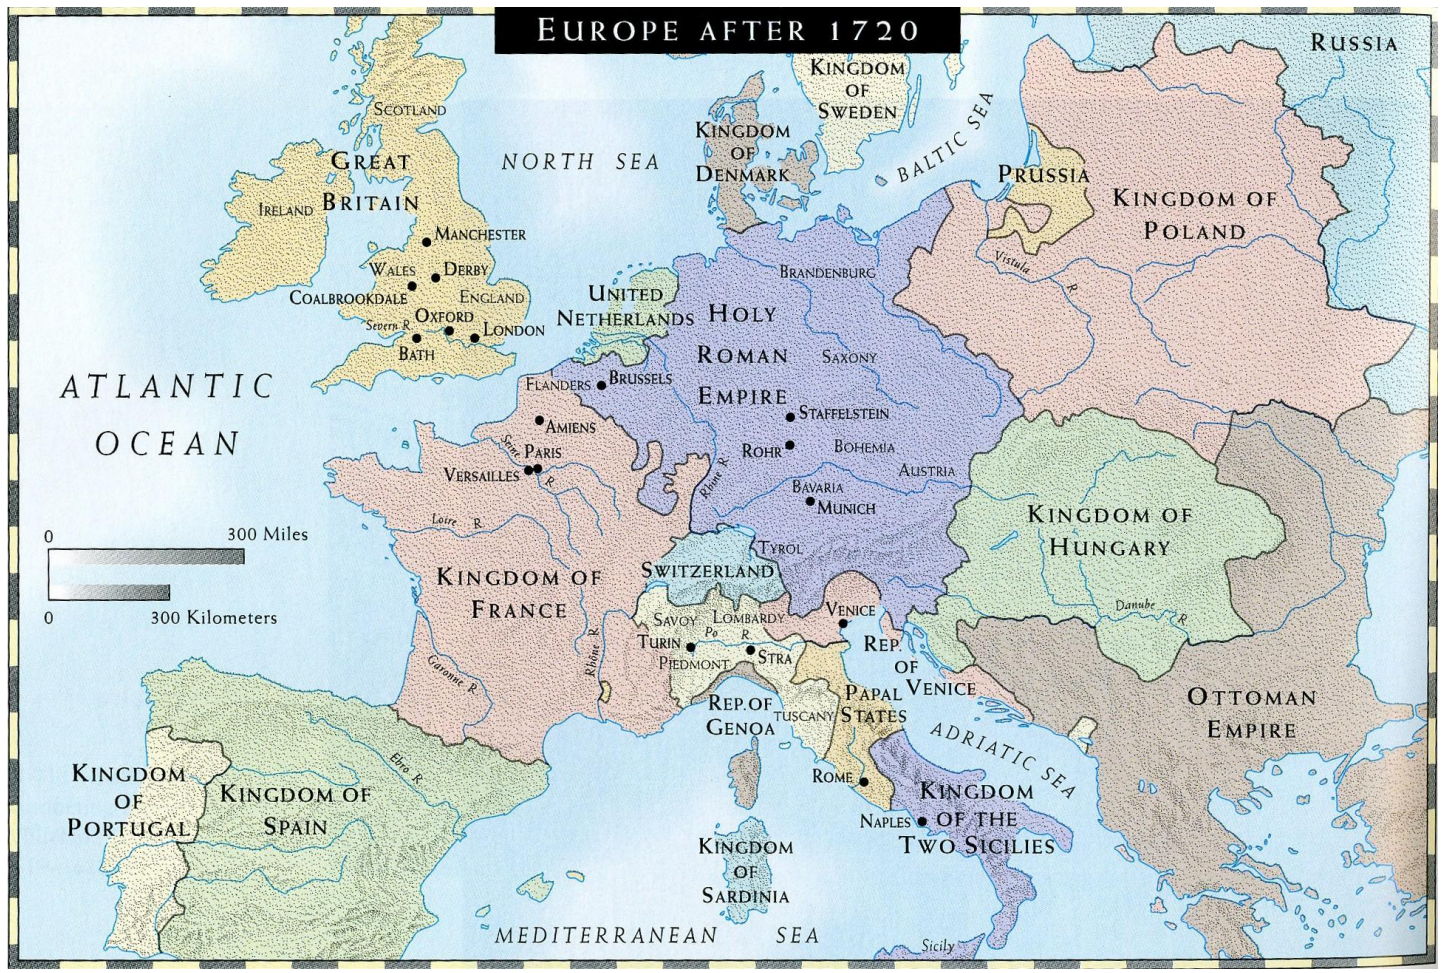 EUROPE AFTER 1720
RUSSIA
KINGDOM
OF
SWEDEN
SCOTLAND
KINGDOM
OF
DENMARK
BALTIC SEA
NORTH SEA
GREAT
BRITAIN
IRELAND
PRUSSIA
KINGDOM OF
POLAND
MANCHESTER
WALES
DERBY
COALBROOKDALE
ENGLAND
OXFORD
Severn R
LONDON
BATH
UNITED
NETHERLANDS
BRANDENBURG
Vistula R
HOLY
ROMAN
EMPIRE
SAXONY
FLANDERS
BRUSSELS
STAFFELSTEIN
AMIENS
ROHR
BOHEMIA
AUSTRIA
ATLANTIC
OCEAN
Seine R
PARIS
VERSAILLES
Rhine R
BAVARIA
MUNICH
Loire R
KINGDOM OF
HUNGARY
0 300 Miles
0 300 Kilometers
TYROL
SWITZERLAND
KINGDOM OF
FRANCE
Danube R
SAVOY
LOMBARDY
VENICE
TURIN
Po R
PIEDMONT
STRA
REP.
OF
VENICE
Rhône R
Garonne R
REP. OF
GENOA
TUSCANY
PAPAL
STATES
OTTOMAN
EMPIRE
ADRIATIC SEA
Ebro R
KINGDOM
OF
PORTUGAL
KINGDOM OF
SPAIN
ROME
NAPLES
KINGDOM
OF THE
TWO SICILIES
KINGDOM
OF
SARDINIA
MEDITERRANEAN SEA
Sicily